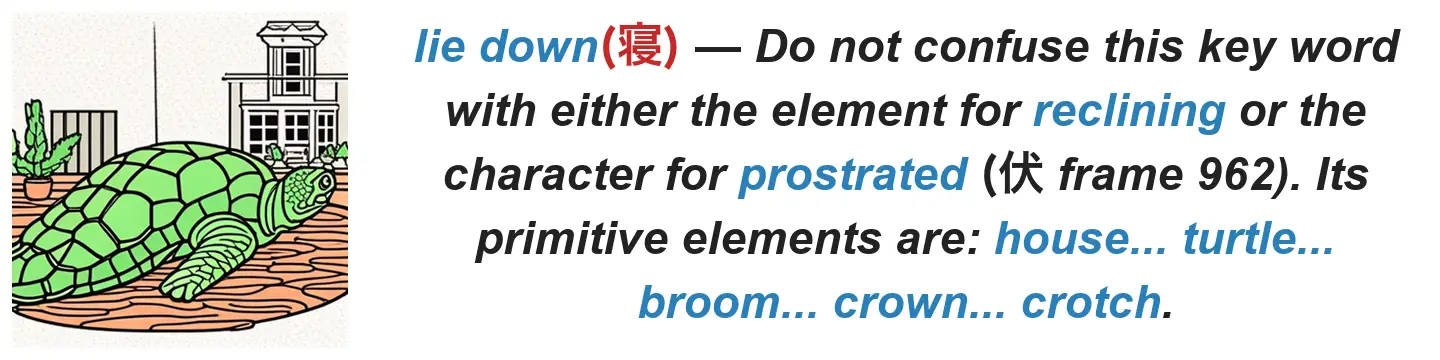 lie down(寝) — Do not confuse this key word
with either the element for reclining or the
character for prostrated (伏 frame 962). Its
primitive elements are: house... turtle...
broom... crown... crotch.